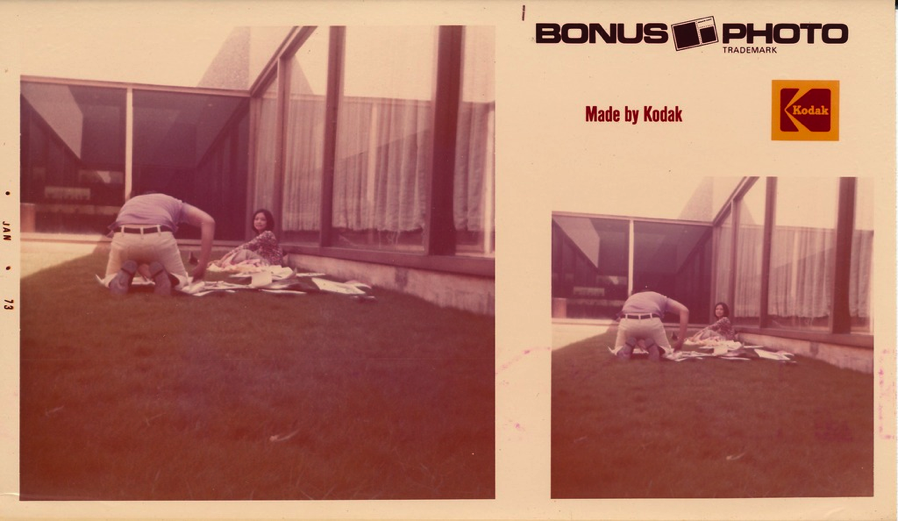 • JAN • 73
BONUS PHOTO
TRADEMARK
Made by Kodak
Kodak